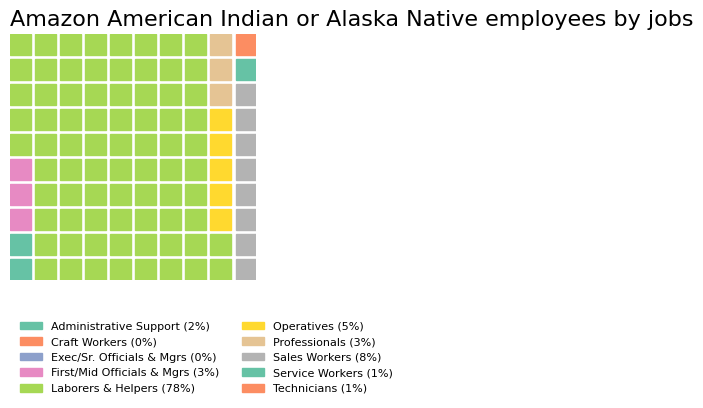 Amazon American Indian or Alaska Native employees by jobs
Administrative Support (2%)
Craft Workers (0%)
Exec/Sr. Officials & Mgrs (0%)
First/Mid Officials & Mgrs (3%)
Laborers & Helpers (78%)
Operatives (5%)
Professionals (3%)
Sales Workers (8%)
Service Workers (1%)
Technicians (1%)